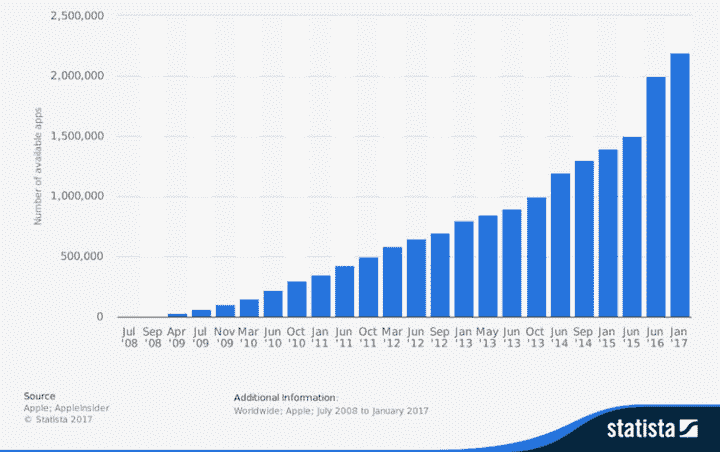 2,500,000
2,000,000
1,500,000
1,000,000
500,000
0
Number of available apps
Jul Sep Apr Jul Nov Mar Jun Oct Jan Jun Oct Mar Jun Sep Jan May Jun Oct Jun Sep Jan Jun Jun Jan
'08 '08 '09 '09 '09 '10 '10 '10 '11 '11 '11 '12 '12 '12 '13 '13 '13 '13 '14 '14 '15 '15 '16 '17
Source
Apple; AppleInsider
© Statista 2017
Additional Information:
Worldwide; Apple; July 2008 to January 2017
statista